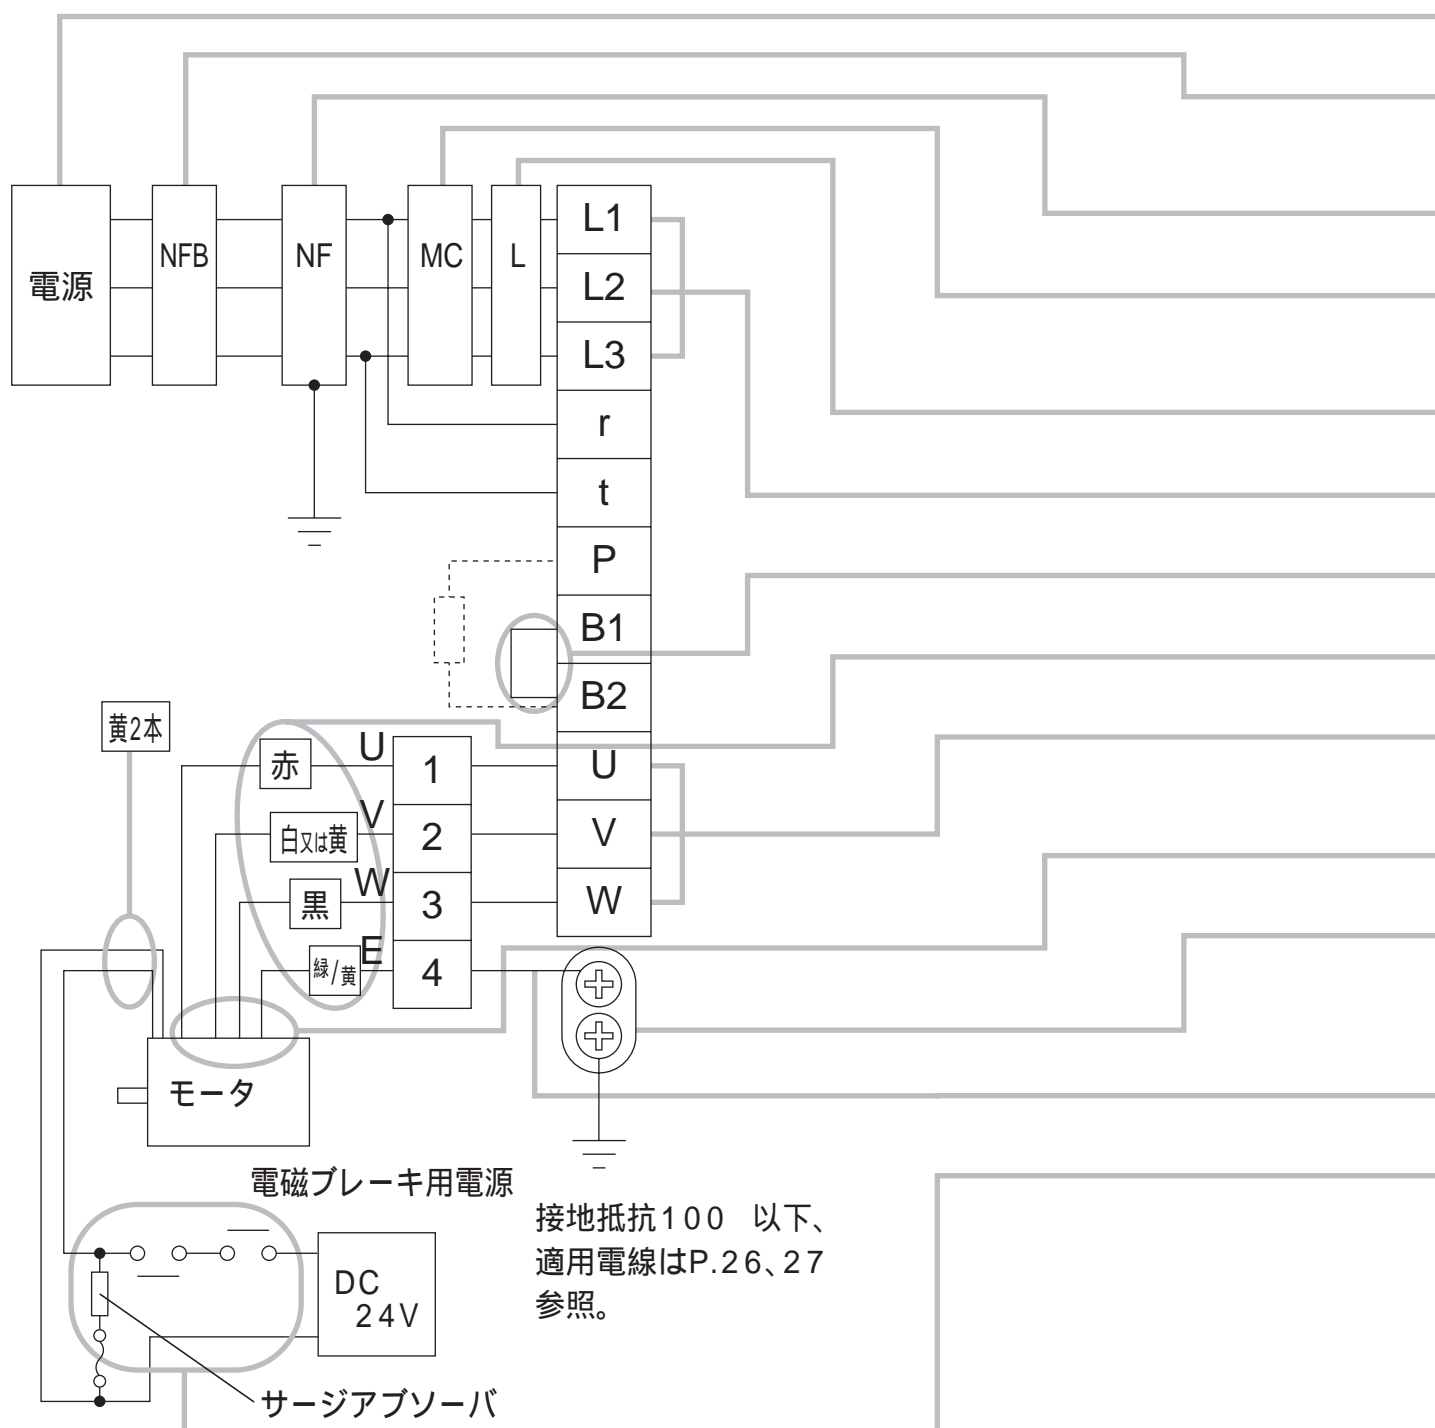 電源
NFB
NF
MC
L
L1
L2
L3
r
t
P
B1
B2
U
V
W
黄2本
赤
U
1
白又は黄
V
2
黒
W
3
緑/黄
E
4
モータ
電磁ブレーキ用電源
DC
24V
サージアブソーバ
接地抵抗100 以下、
適用電線はP.26、27
参照。